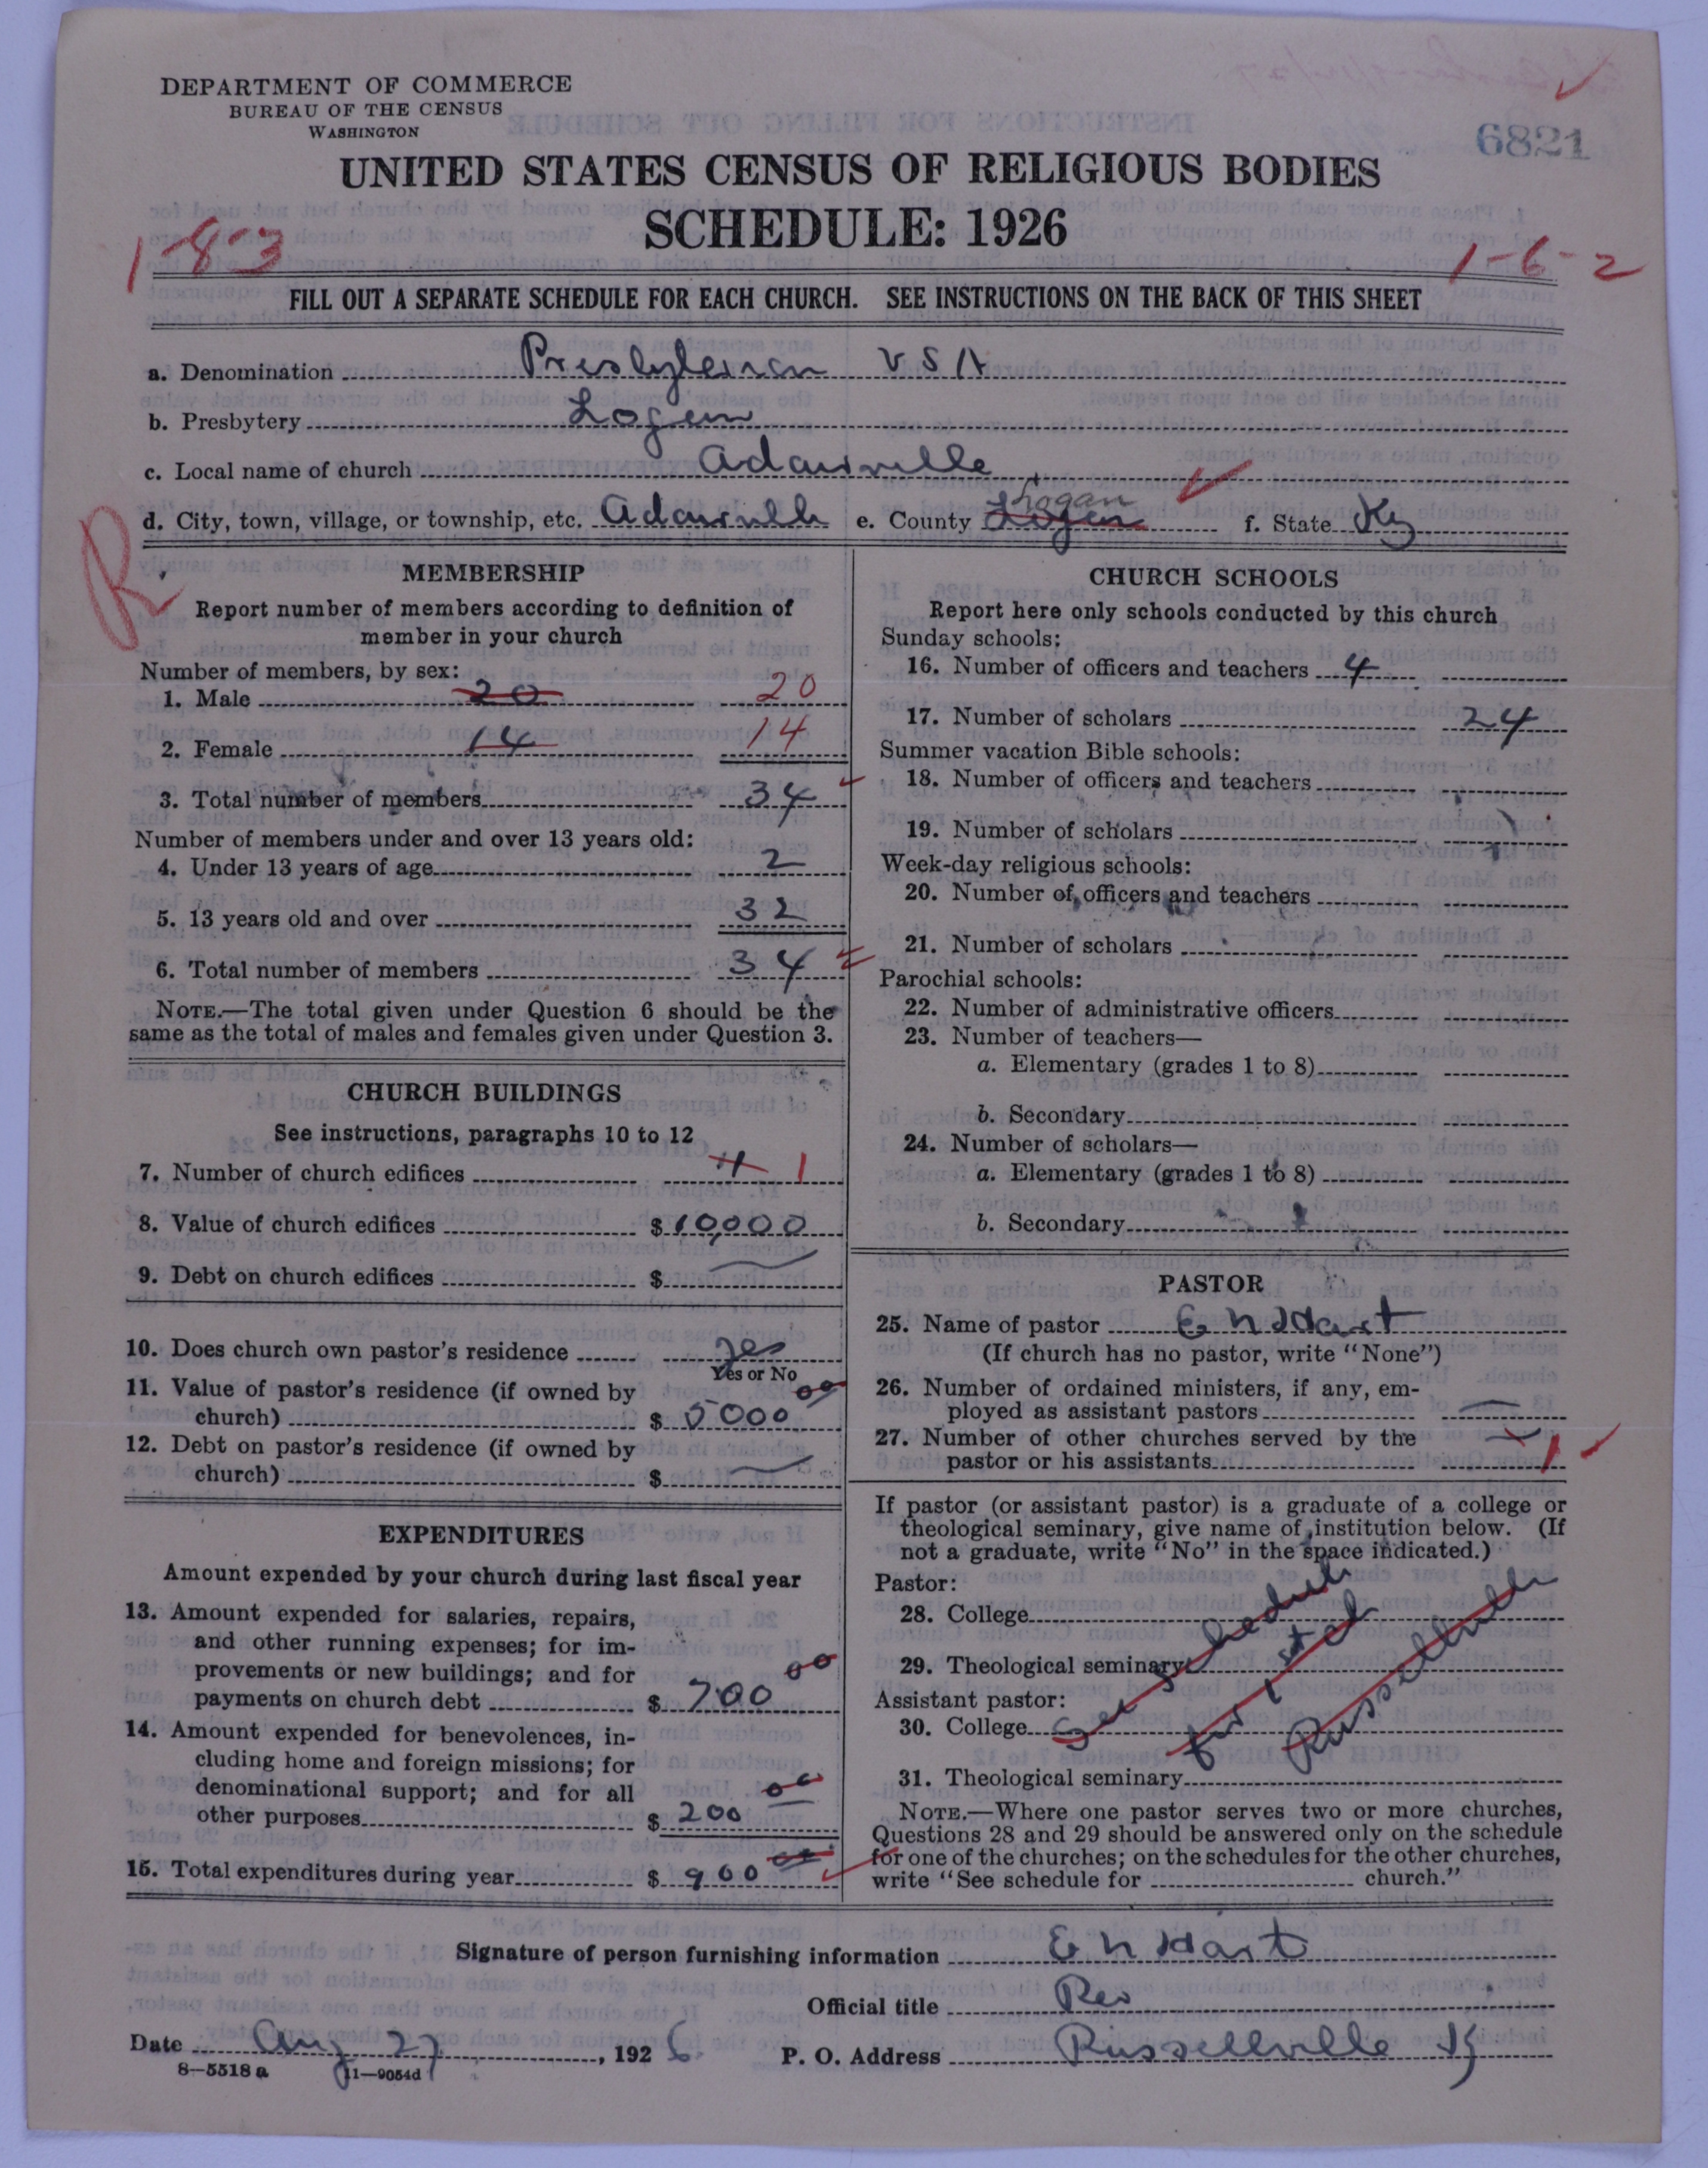 DEPARTMENT OF COMMERCE
BUREAU OF THE CENSUS
WASHINGTON
6821
UNITED STATES CENSUS OF RELIGIOUS BODIES
SCHEDULE: 1926
1-8-3
1-6-2
FILL OUT A SEPARATE SCHEDULE FOR EACH CHURCH. SEE INSTRUCTIONS ON THE BACK OF THIS SHEET
a. Denomination Presbyterian USA
b. Presbytery Logan
c. Local name of church Adairville
d. City, town, village, or township, etc. Adairville e. County Logan Logan f. State Ky
R
MEMBERSHIP
Report number of members according to definition of
member in your church
Number of members, by sex:
1. Male 20 20
2. Female 14 14
3. Total number of members 34
Number of members under and over 13 years old:
4. Under 13 years of age 2
5. 13 years old and over 32
6. Total number of members 34
NOTE.—The total given under Question 6 should be the
same as the total of males and females given under Question 3.
CHURCH BUILDINGS
See instructions, paragraphs 10 to 12
7. Number of church edifices 1
8. Value of church edifices $10,000
9. Debt on church edifices $
10. Does church own pastor's residence yes
Yes or No
11. Value of pastor's residence (if owned by
church) $ 5000 00
12. Debt on pastor's residence (if owned by
church) $
EXPENDITURES
Amount expended by your church during last fiscal year
13. Amount expended for salaries, repairs,
and other running expenses; for im-
provements or new buildings; and for
payments on church debt $ 700 00
14. Amount expended for benevolences, in-
cluding home and foreign missions; for
denominational support; and for all
other purposes $ 200 00
15. Total expenditures during year $ 900 00
CHURCH SCHOOLS
Report here only schools conducted by this church
Sunday schools:
16. Number of officers and teachers 4
17. Number of scholars 24
Summer vacation Bible schools:
18. Number of officers and teachers
19. Number of scholars
Week-day religious schools:
20. Number of officers and teachers
21. Number of scholars
Parochial schools:
22. Number of administrative officers
23. Number of teachers—
a. Elementary (grades 1 to 8)
b. Secondary
24. Number of scholars—
a. Elementary (grades 1 to 8)
b. Secondary
PASTOR
25. Name of pastor E N Hart
(If church has no pastor, write "None")
26. Number of ordained ministers, if any, em-
ployed as assistant pastors
27. Number of other churches served by the
pastor or his assistants 1
If pastor (or assistant pastor) is a graduate of a college or
theological seminary, give name of institution below. (If
not a graduate, write "No" in the space indicated.)
Pastor:
28. College
29. Theological seminary
Assistant pastor:
30. College
31. Theological seminary
See schedule
for 1st ch
Russellville
NOTE.—Where one pastor serves two or more churches,
Questions 28 and 29 should be answered only on the schedule
for one of the churches; on the schedules for the other churches,
write "See schedule for church."
Signature of person furnishing information E N Hart
Official title Rev
Date Aug 27, 1926 P. O. Address Russellville Ky
8—5518 a 11—9054d